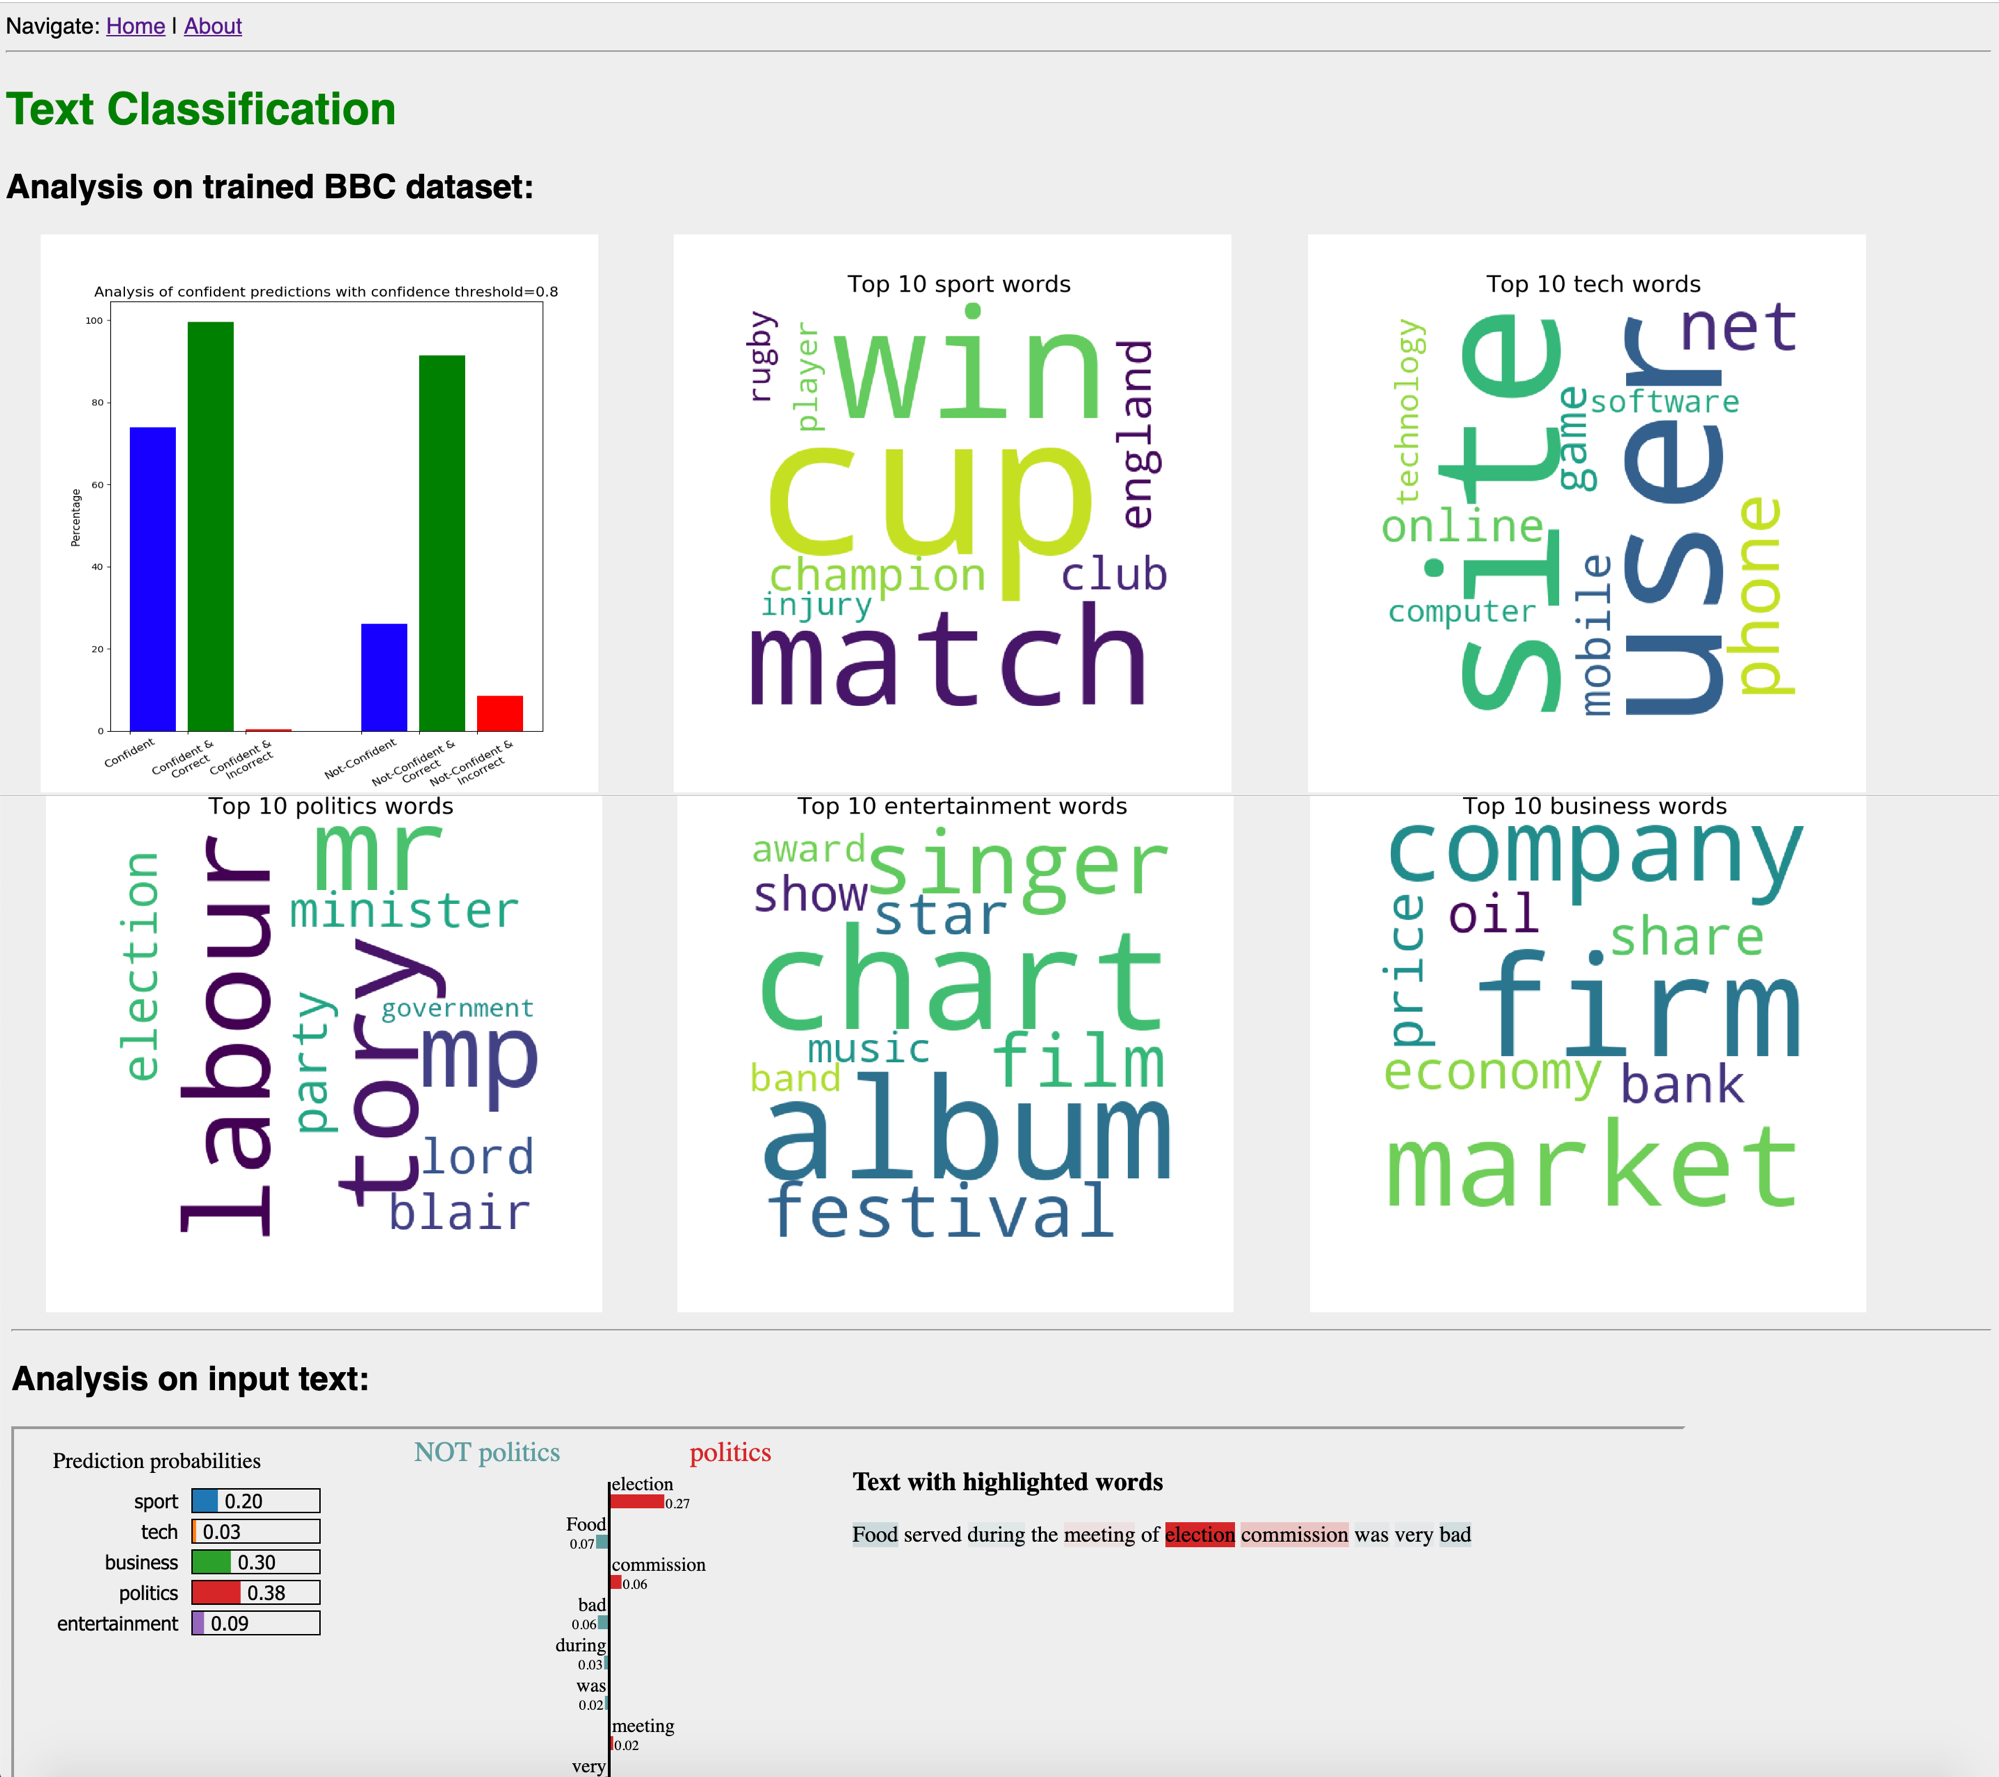 Navigate: Home | About
Text Classification
Analysis on trained BBC dataset:
Analysis of confident predictions with confidence threshold=0.8
Percentage
100
80
60
40
20
0
Confident
Confident &
Correct
Confident &
Incorrect
Not-Confident
Not-Confident &
Correct
Not-Confident &
Incorrect
Top 10 sport words
rugby
player
win
england
cup
champion
club
injury
match
Top 10 tech words
technology
site
net
user
software
game
online
phone
computer
mobile
Top 10 politics words
election
labour
mr
minister
tory
party
government
mp
lord
blair
Top 10 entertainment words
award
singer
show
star
chart
music
film
band
album
festival
Top 10 business words
company
price
oil
share
firm
economy
bank
market
Analysis on input text:
Prediction probabilities
sport 0.20
tech 0.03
business 0.30
politics 0.38
entertainment 0.09
NOT politics
politics
election
0.27
Food
0.07
commission
0.06
bad
0.06
during
0.03
was
0.02
meeting
0.02
very
Text with highlighted words
Food served during the meeting of election commission was very bad